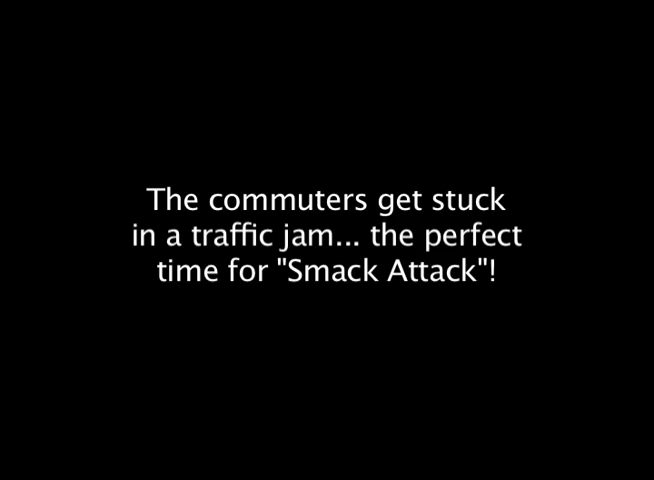 The commuters get stuck
in a traffic jam... the perfect
time for "Smack Attack"!